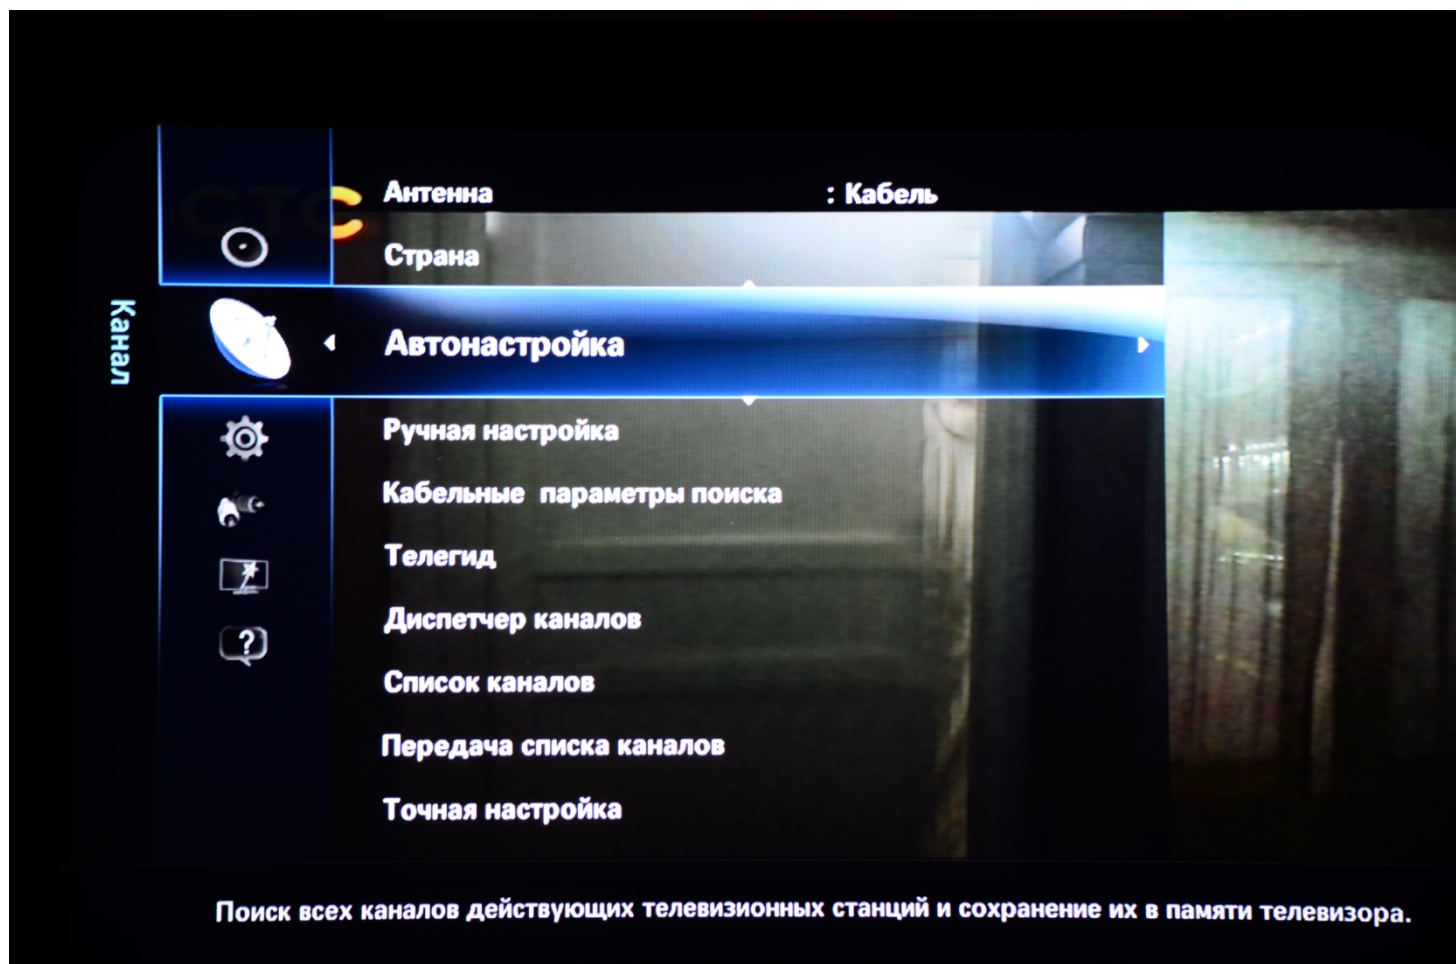 СТС
Антенна : Кабель
Страна
Канал
Автонастройка
Ручная настройка
Кабельные параметры поиска
Телегид
Диспетчер каналов
Список каналов
Передача списка каналов
Точная настройка
Поиск всех каналов действующих телевизионных станций и сохранение их в памяти телевизора.